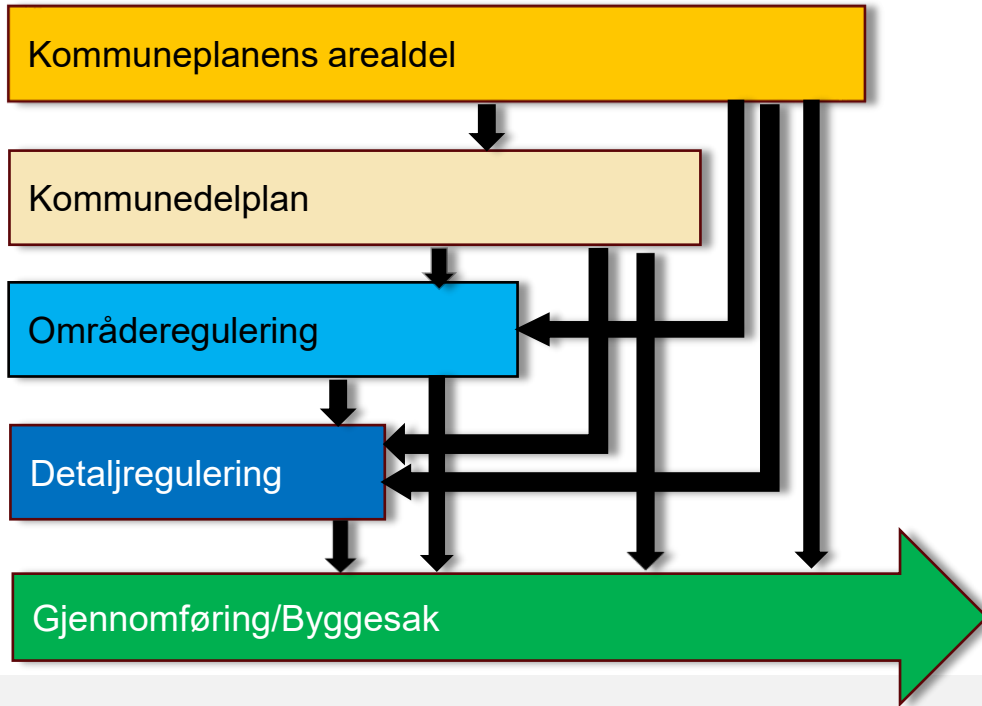 Kommuneplanens arealdel
Kommunedelplan
Områderegulering
Detaljregulering
Gjennomføring/Byggesak